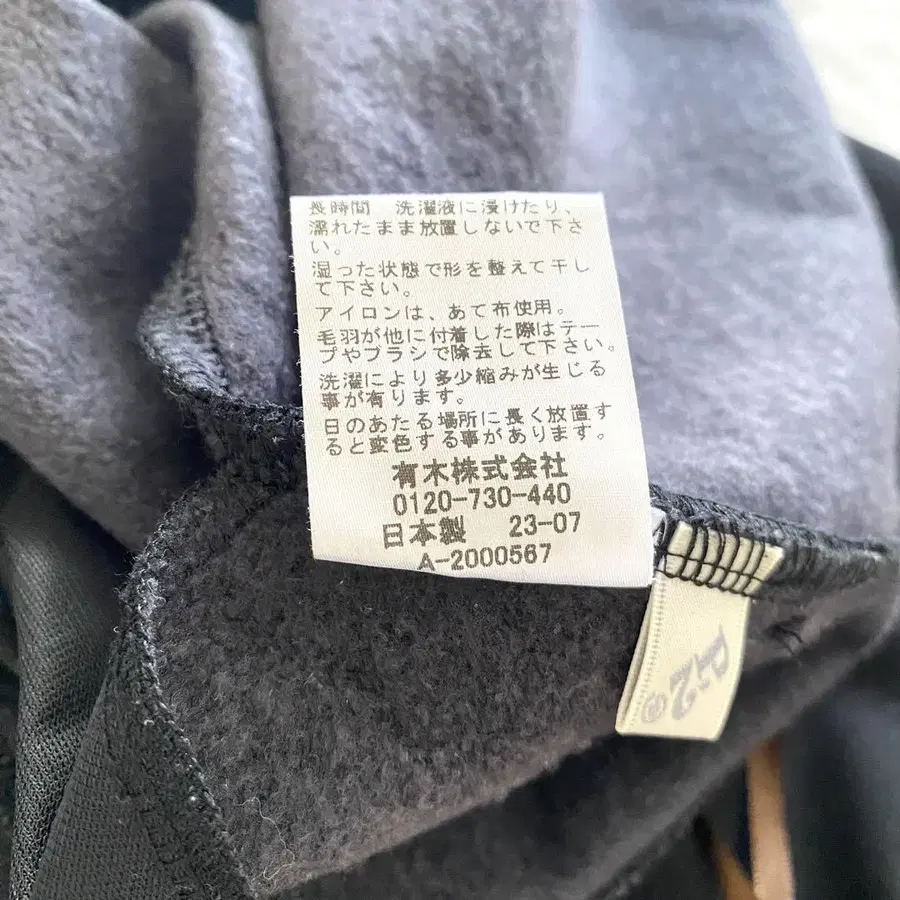 長時間　洗濯液に浸けたり、
濡れたまま放置しないで下さ
い。
湿った状態で形を整えて干し
て下さい。
アイロンは、あて布使用。
毛羽が他に付着した際はテー
プやブラシで除去して下さい。
洗濯により多少縮みが生じる
事が有ります。
日のあたる場所に長く放置す
ると変色する事があります。
有木株式会社
0120-730-440
日本製　23-07
A-2000567